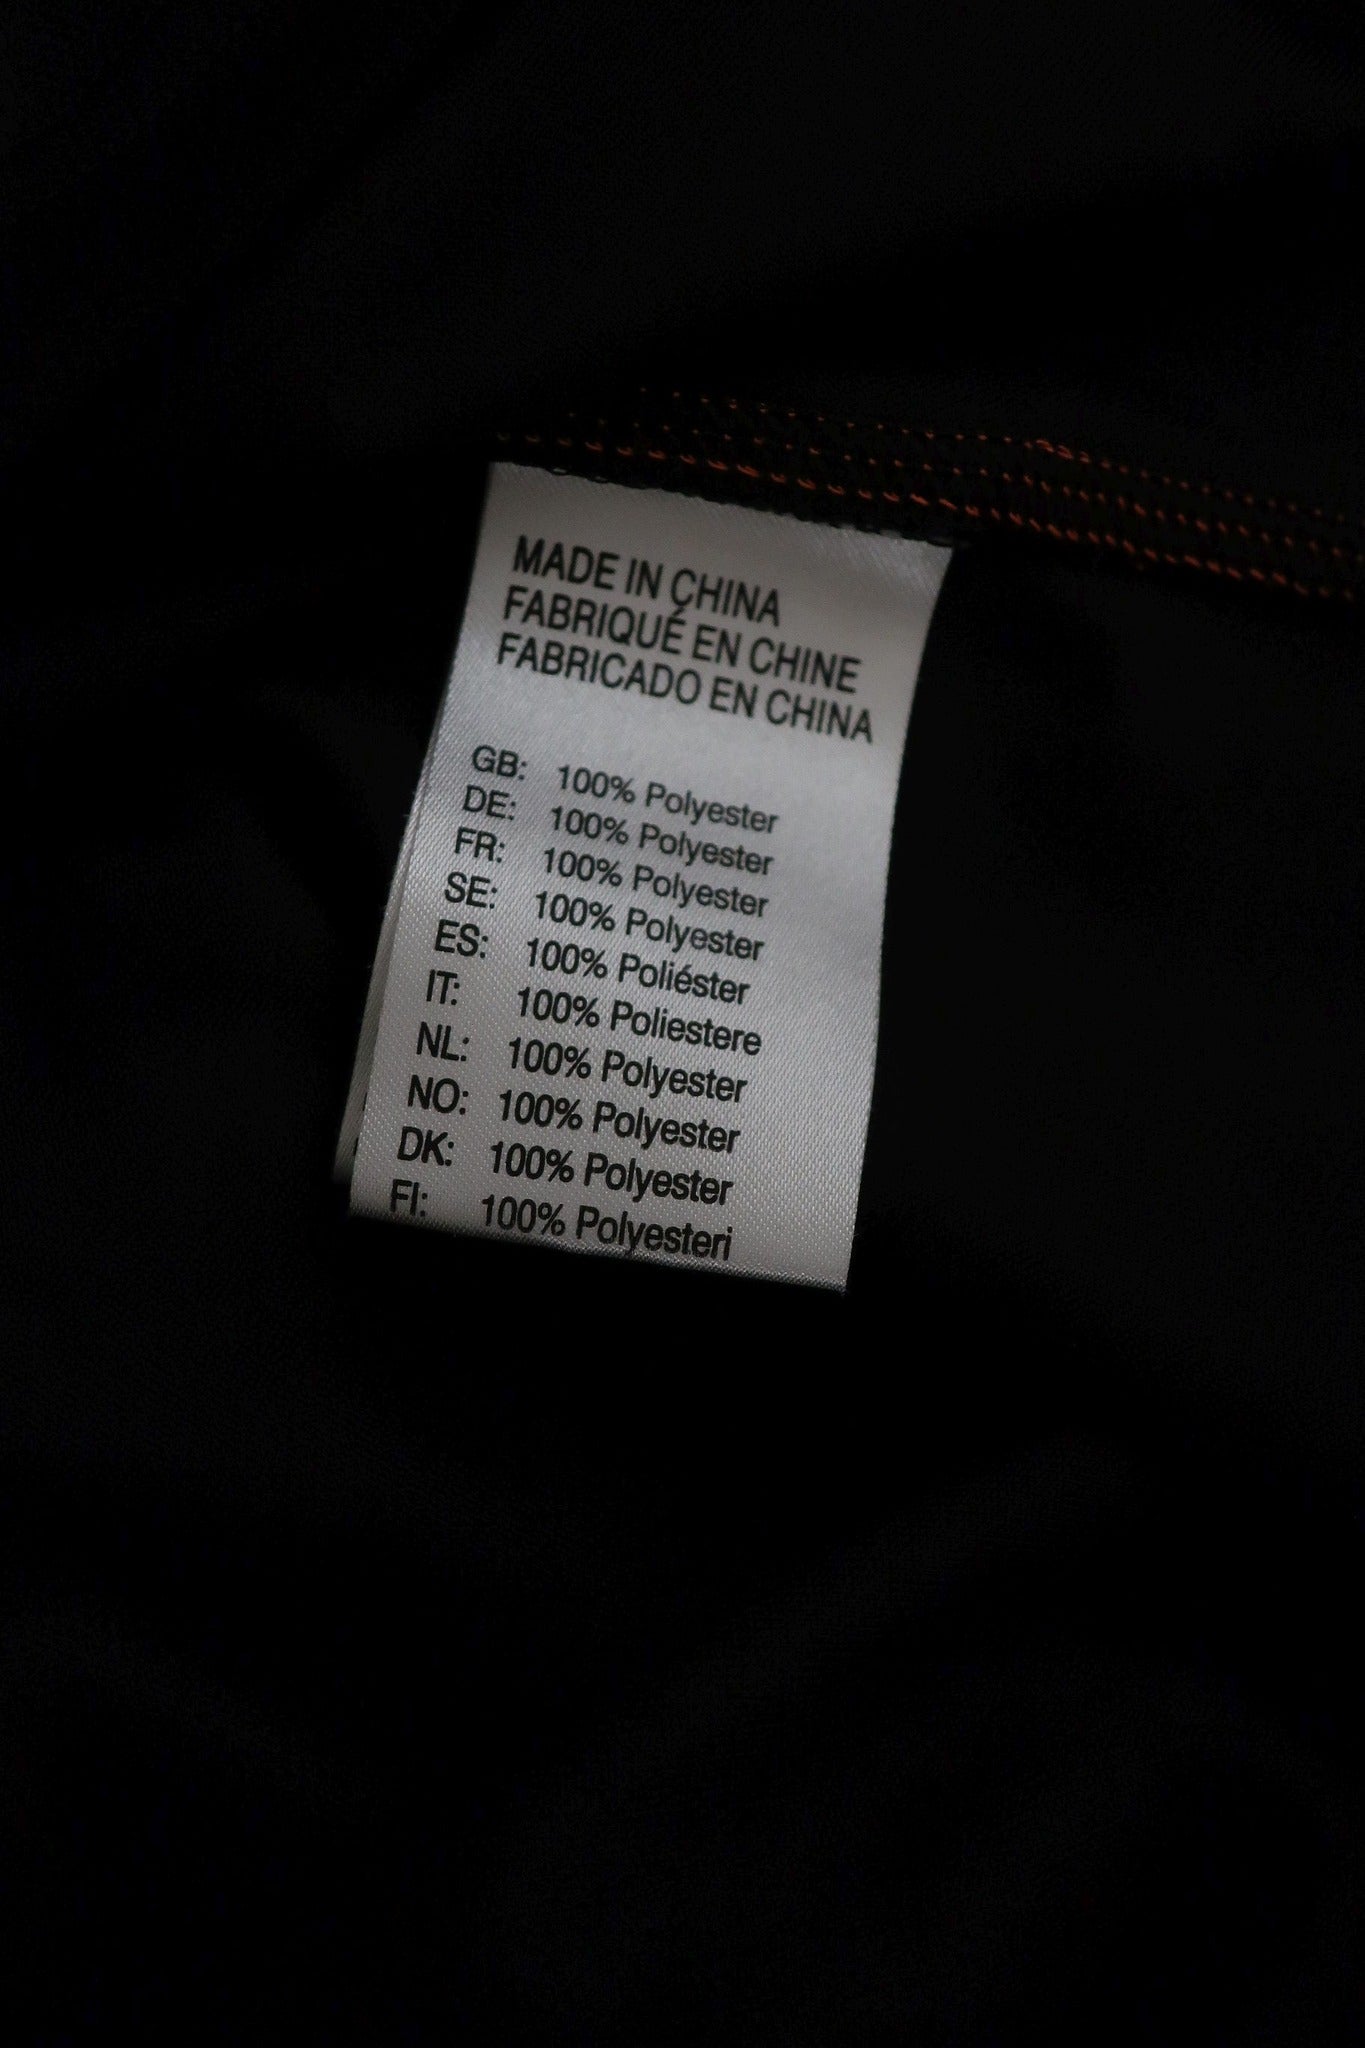 MADE IN CHINA
FABRIQUÉ EN CHINE
FABRICADO EN CHINA
GB: 100% Polyester
DE: 100% Polyester
FR: 100% Polyester
SE: 100% Polyester
ES: 100% Poliéster
IT: 100% Poliestere
NL: 100% Polyester
NO: 100% Polyester
DK: 100% Polyester
FI: 100% Polyesteri